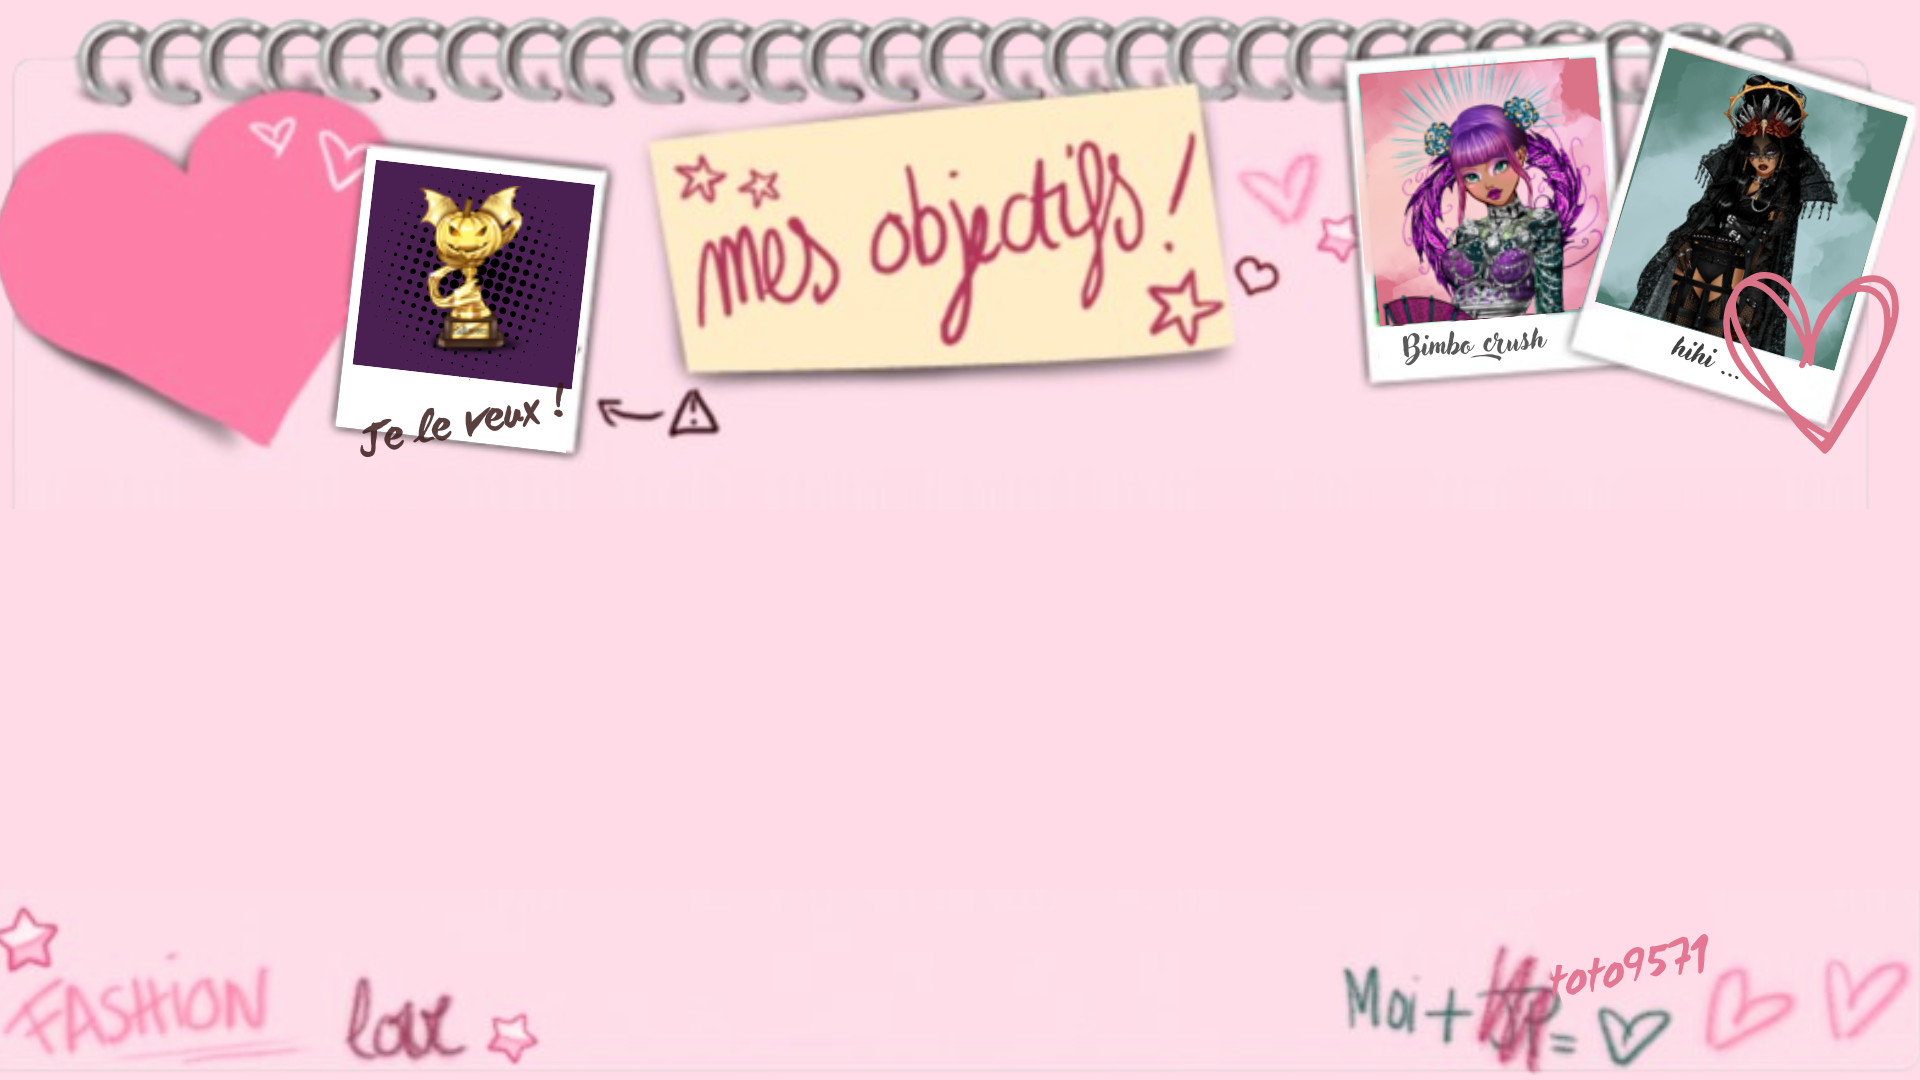 mes objectifs !
Je le veux !
Bimbo crush
hihi ...
FASHION
love
toto9571
Moi + =